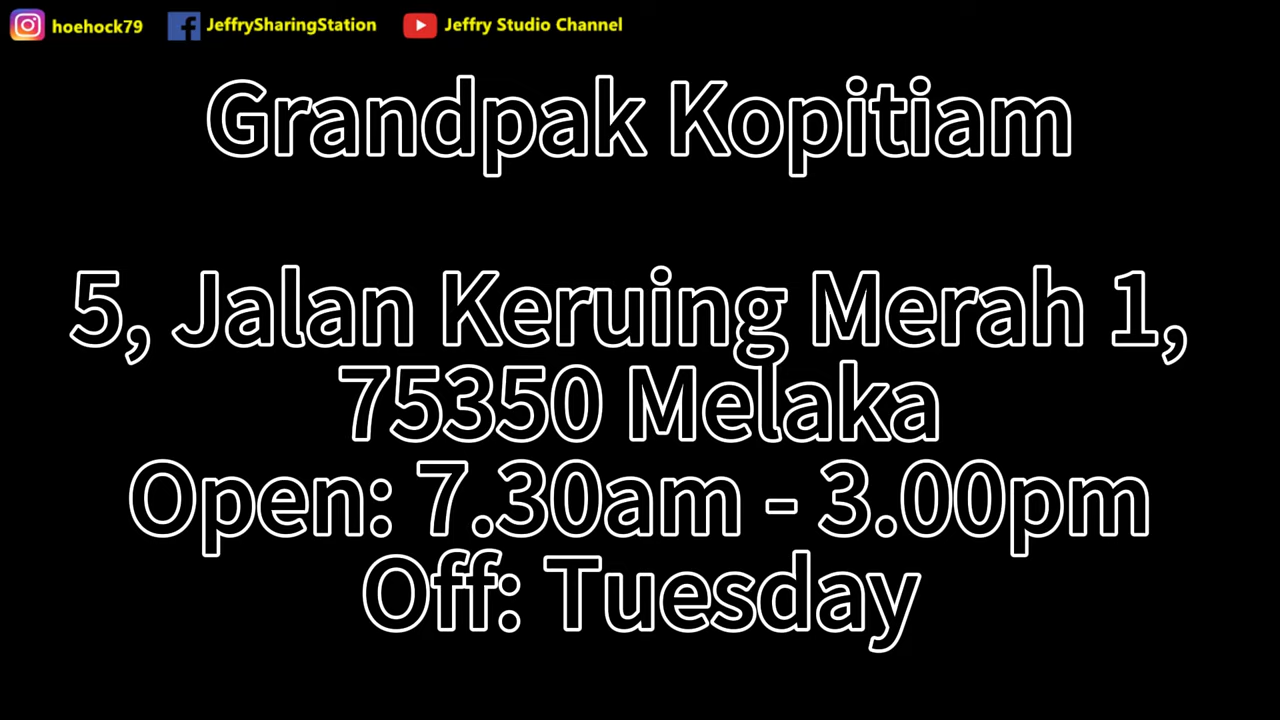 hoehock79 JeffrySharingStation Jeffry Studio Channel
Grandpak Kopitiam
5, Jalan Keruing Merah 1,
75350 Melaka
Open: 7.30am - 3.00pm
Off: Tuesday